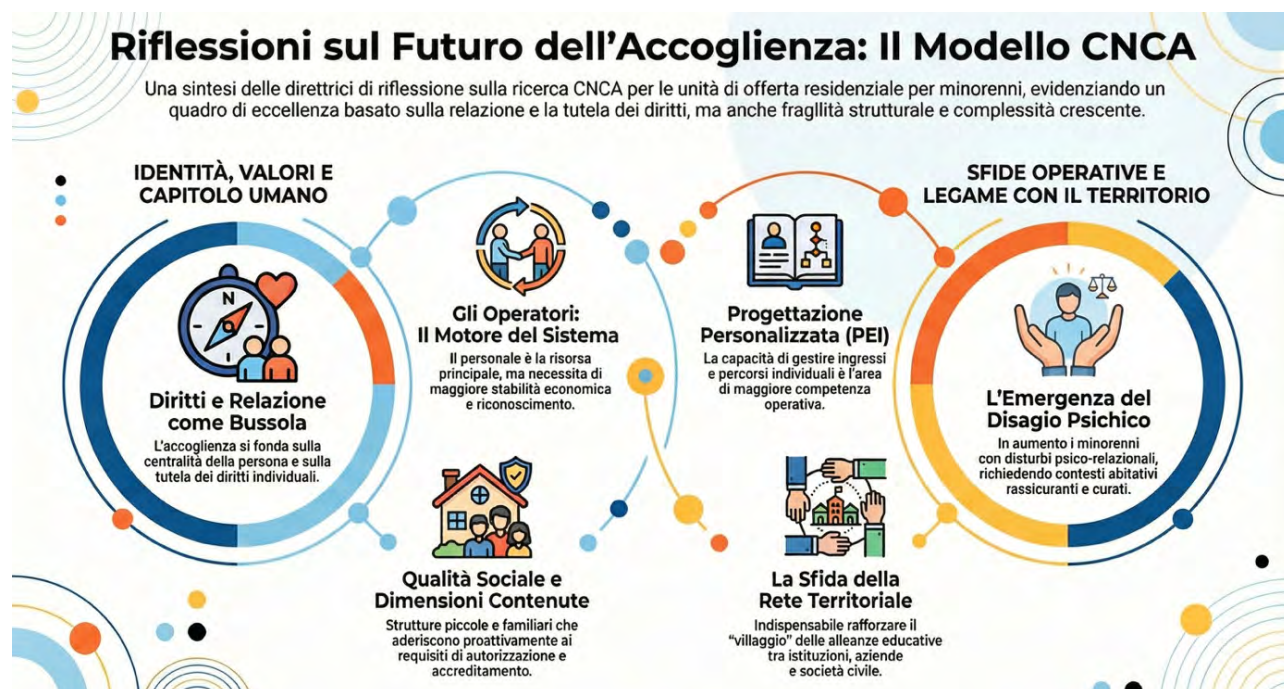 Riflessioni sul Futuro dell'Accoglienza: Il Modello CNCA
Una sintesi delle direttrici di riflessione sulla ricerca CNCA per le unità di offerta residenziale per minorenni, evidenziando un
quadro di eccellenza basato sulla relazione e la tutela dei diritti, ma anche fragllità strutturale e complessità crescente.
IDENTITÀ, VALORI E
CAPITOLO UMANO
N
Diritti e Relazione
come Bussola
L'accoglienza si fonda sulla
centralità della persona e sulla
tutela dei diritti individuali.
Gli Operatori:
Il Motore del Sistema
Il personale è la risorsa
principale, ma necessita di
maggiore stabilità economica
e riconoscimento.
Qualità Sociale e
Dimensioni Contenute
Strutture piccole e familiari che
aderiscono proattivamente ai
requisiti di autorizzazione e
accreditamento.
Progettazione
Personalizzata (PEI)
La capacità di gestire ingressi
e percorsi individuali è l'area
di maggiore competenza
operativa.
La Sfida della
Rete Territoriale
Indispensabile rafforzare il
"villaggio" delle alleanze educative
tra istituzioni, aziende
e società civile.
SFIDE OPERATIVE E
LEGAME CON IL TERRITORIO
L'Emergenza del
Disagio Psichico
In aumento i minorenni
con disturbi psico-relazionali,
richiedendo contesti abitativi
rassicuranti e curati.